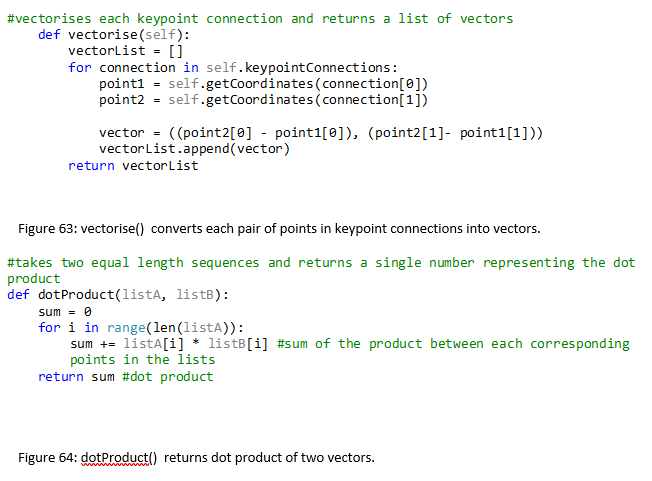 #vectorises each keypoint connection and returns a list of vectors
def vectorise(self):
vectorList = []
for connection in self.keypointConnections:
point1 = self.getCoordinates(connection[0])
point2 = self.getCoordinates(connection[1])
vector = ((point2[0] - point1[0]), (point2[1]- point1[1]))
vectorList.append(vector)
return vectorList
Figure 63: vectorise() converts each pair of points in keypoint connections into vectors.
#takes two equal length sequences and returns a single number representing the dot
product
def dotProduct(listA, listB):
sum = 0
for i in range(len(listA)):
sum += listA[i] * listB[i] #sum of the product between each corresponding
points in the lists
return sum #dot product
Figure 64: dotProduct() returns dot product of two vectors.